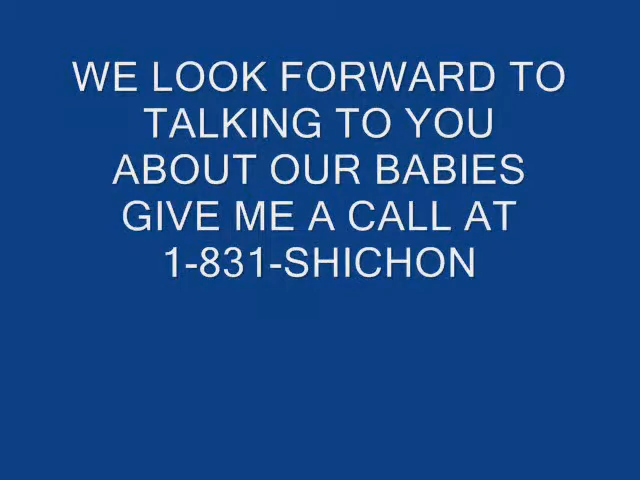 WE LOOK FORWARD TO
TALKING TO YOU
ABOUT OUR BABIES
GIVE ME A CALL AT
1-831-SHICHON